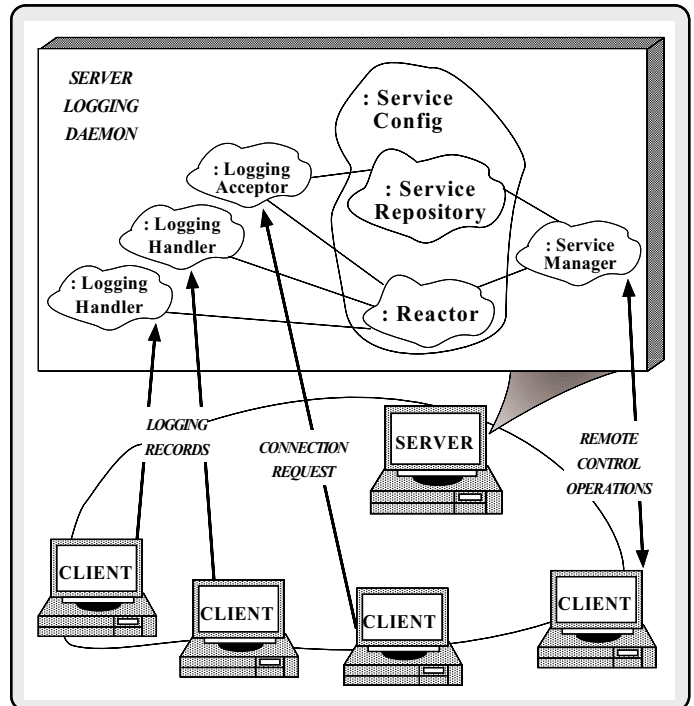 SERVER
LOGGING
DAEMON
: Service
Config
: Logging
Acceptor
: Service
Repository
: Logging
Handler
: Service
Manager
: Logging
Handler
: Reactor
LOGGING
RECORDS
CONNECTION
REQUEST
SERVER
REMOTE
CONTROL
OPERATIONS
CLIENT
CLIENT
CLIENT
CLIENT